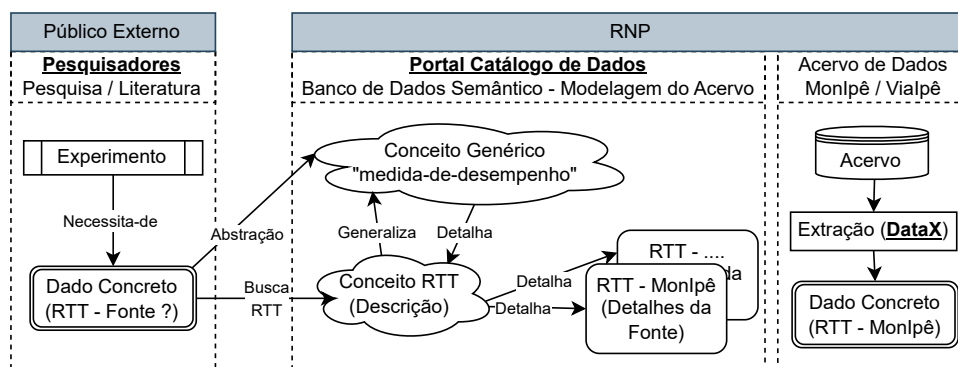 Público Externo
RNP
Pesquisadores
Pesquisa / Literatura
Portal Catálogo de Dados
Banco de Dados Semântico - Modelagem do Acervo
Acervo de Dados
MonIpê / ViaIpê
Experimento
Necessita-de
Dado Concreto
(RTT - Fonte ?)
Abstração
Busca
RTT
Conceito Genérico
"medida-de-desempenho"
Generaliza
Detalha
Conceito RTT
(Descrição)
Detalha
Detalha
RTT - ....
da
RTT - MonIpê
(Detalhes da
Fonte)
Acervo
Extração (DataX)
Dado Concreto
(RTT - MonIpê)